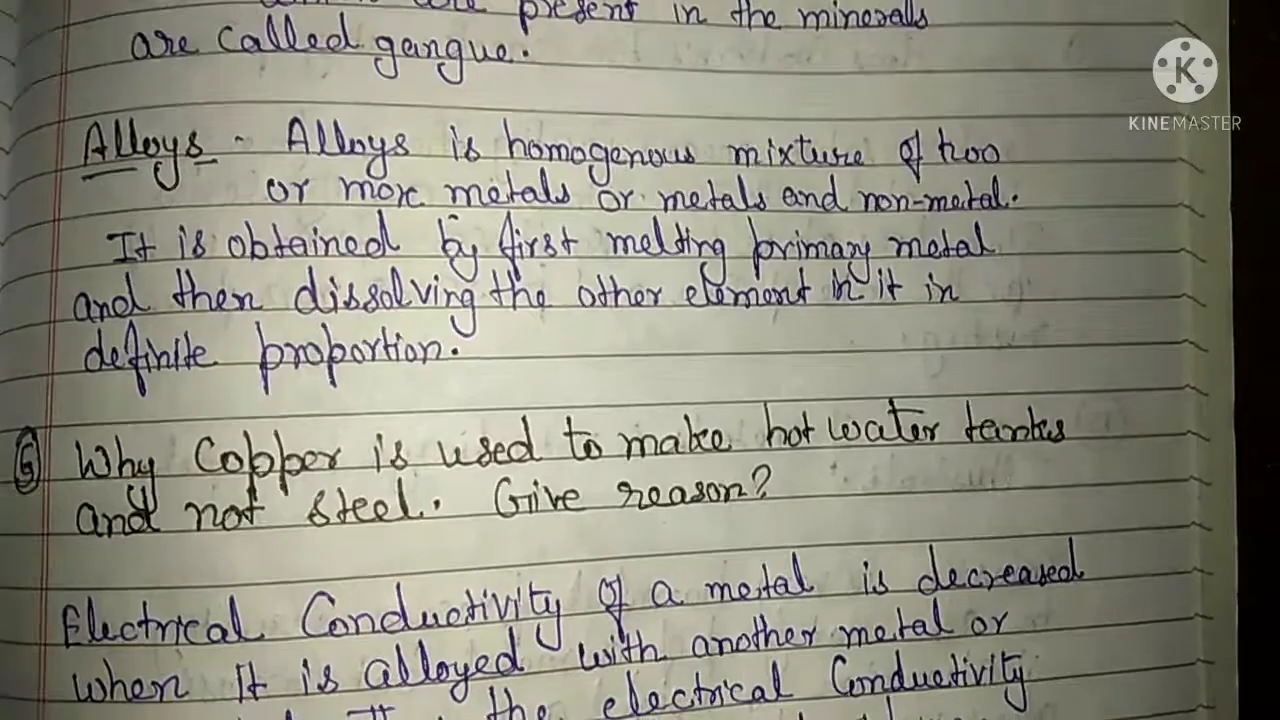 present in the minerals
are called gangue.
Alloys - Alloys is homogenous mixture of two
or more metals or metals and non-metal.
It is obtained by first melting primary metal
and then dissolving the other element in it in
definite proportion.
6 Why Copper is used to make hot water tanks
and not steel. Give reason?
Electrical Conductivity of a metal is decreased
when it is alloyed with another metal or
the electrical Conductivity
K
KINEMASTER